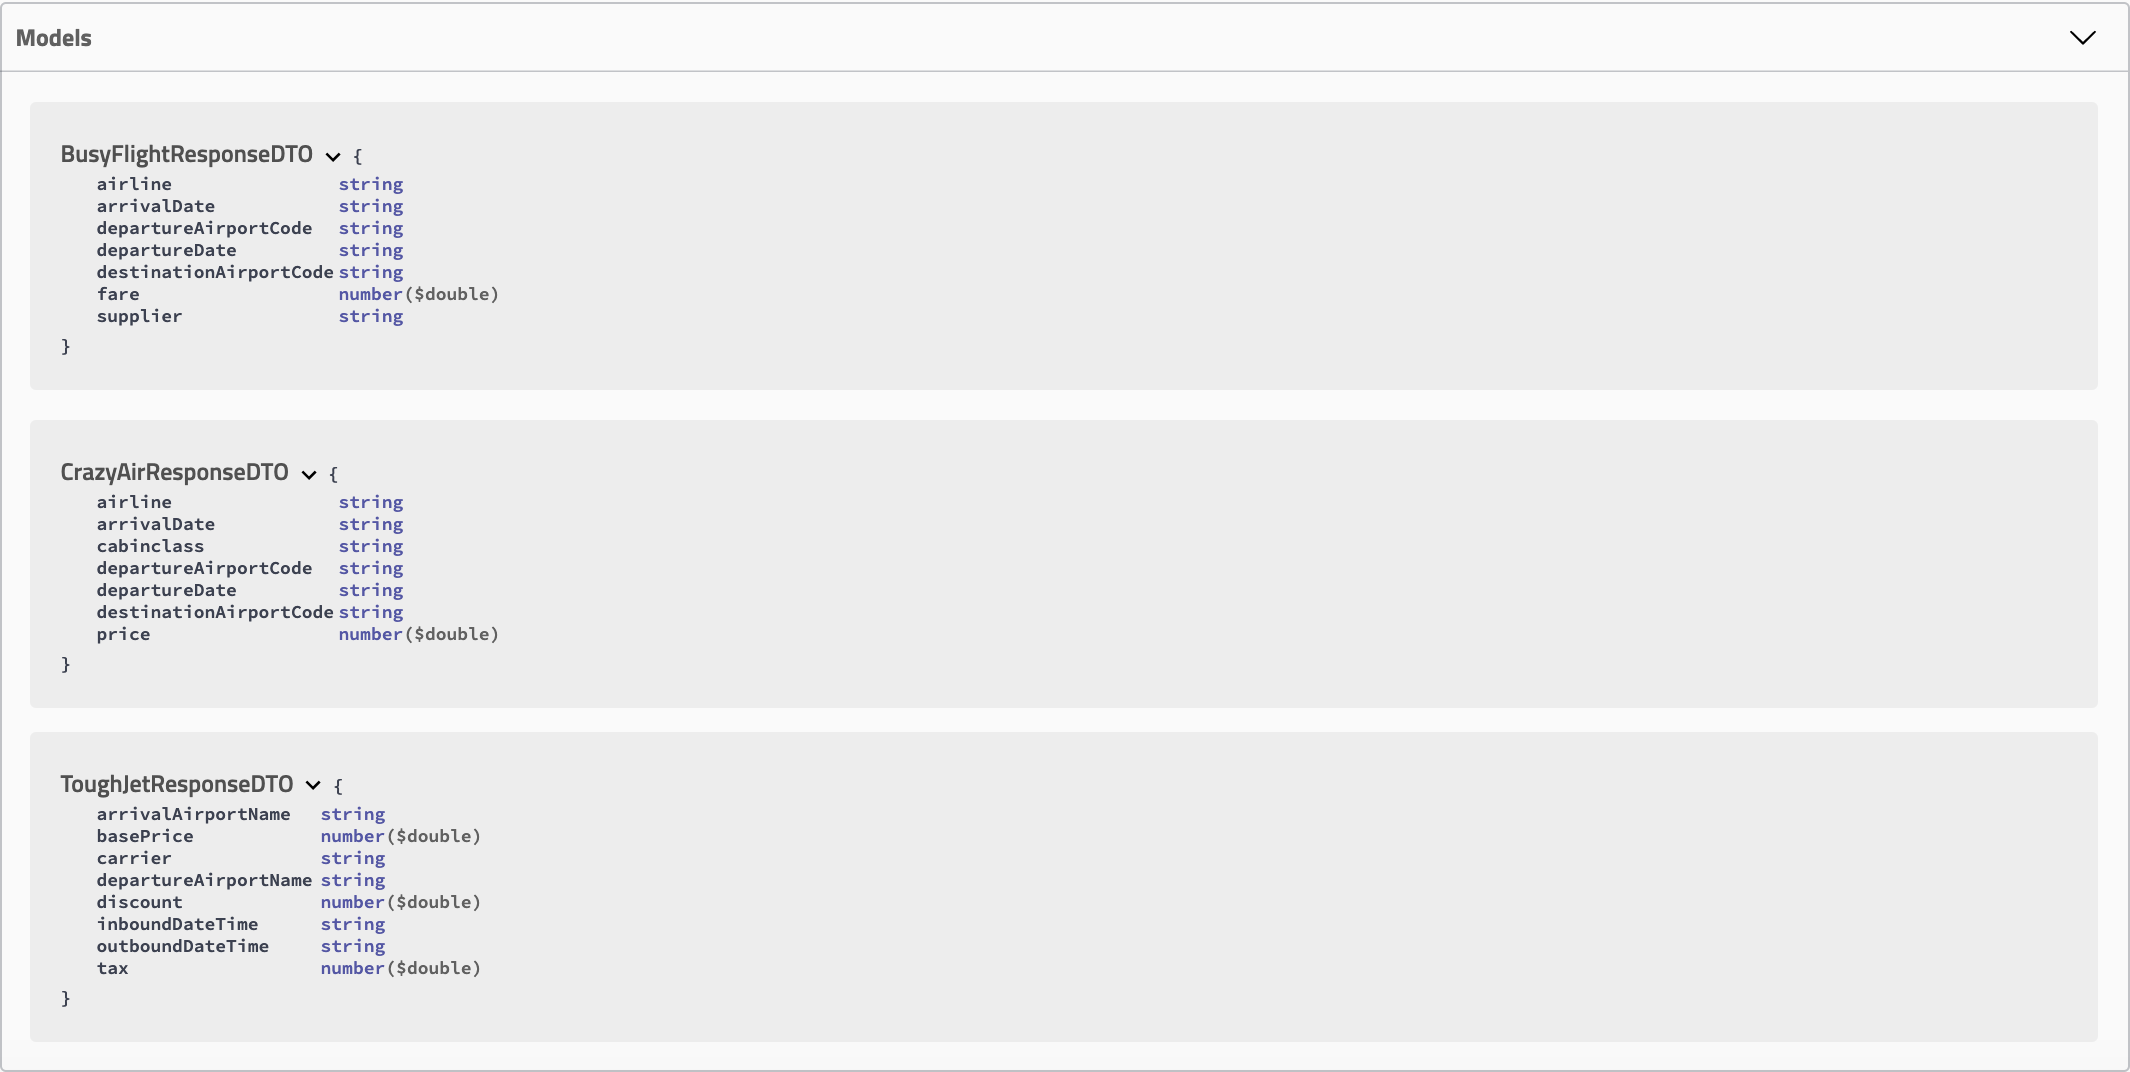 Models
BusyFlightResponseDTO {
airline string
arrivalDate string
departureAirportCode string
departureDate string
destinationAirportCode string
fare number($double)
supplier string
}
CrazyAirResponseDTO {
airline string
arrivalDate string
cabinclass string
departureAirportCode string
departureDate string
destinationAirportCode string
price number($double)
}
ToughJetResponseDTO {
arrivalAirportName string
basePrice number($double)
carrier string
departureAirportName string
discount number($double)
inboundDateTime string
outboundDateTime string
tax number($double)
}